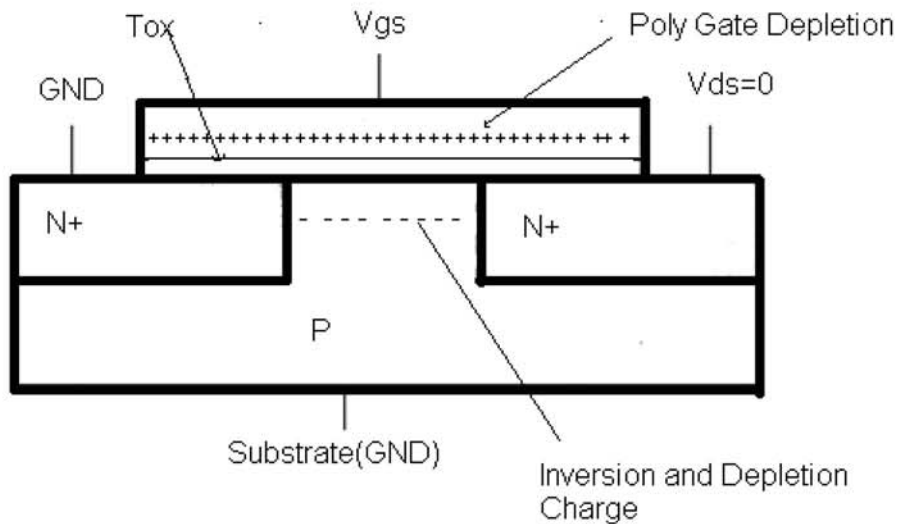 Tox
Vgs
Poly Gate Depletion
GND
Vds=0
++++++++++++++++++++++++++++++++++ ++ +
N+
N+
P
Substrate(GND)
Inversion and Depletion
Charge